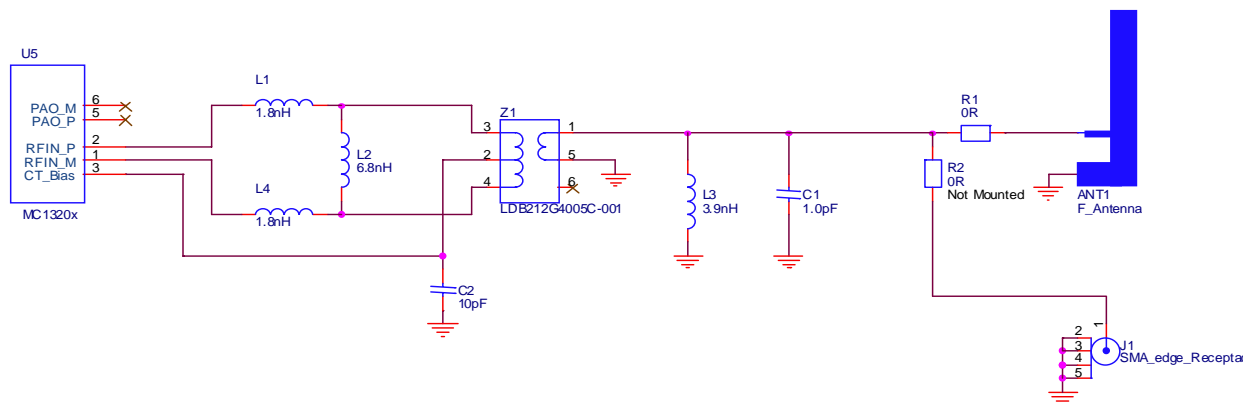 U5
PAO_M 6
PAO_P 5
RFIN_P 2
RFIN_M 1
CT_Bias 3
MC1320x
L1
1.8nH
L2
6.8nH
L4
1.8nH
C2
10pF
Z1
3
2
4
1
5
6
LDB212G4005C-001
L3
3.9nH
C1
1.0pF
R1
0R
R2
0R
Not Mounted
ANT1
F_Antenna
1
2
3
4
5
J1
SMA_edge_Recepta